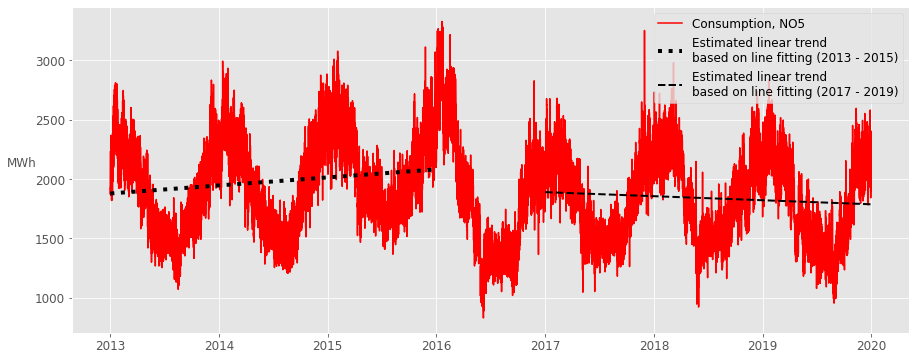 Consumption, NO5
Estimated linear trend
based on line fitting (2013 - 2015)
Estimated linear trend
based on line fitting (2017 - 2019)
3000
2500
MWh
2000
1500
1000
2013 2014 2015 2016 2017 2018 2019 2020